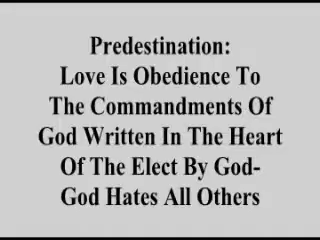 Predestination:
Love Is Obedience To
The Commandments Of
God Written In The Heart
Of The Elect By God-
God Hates All Others